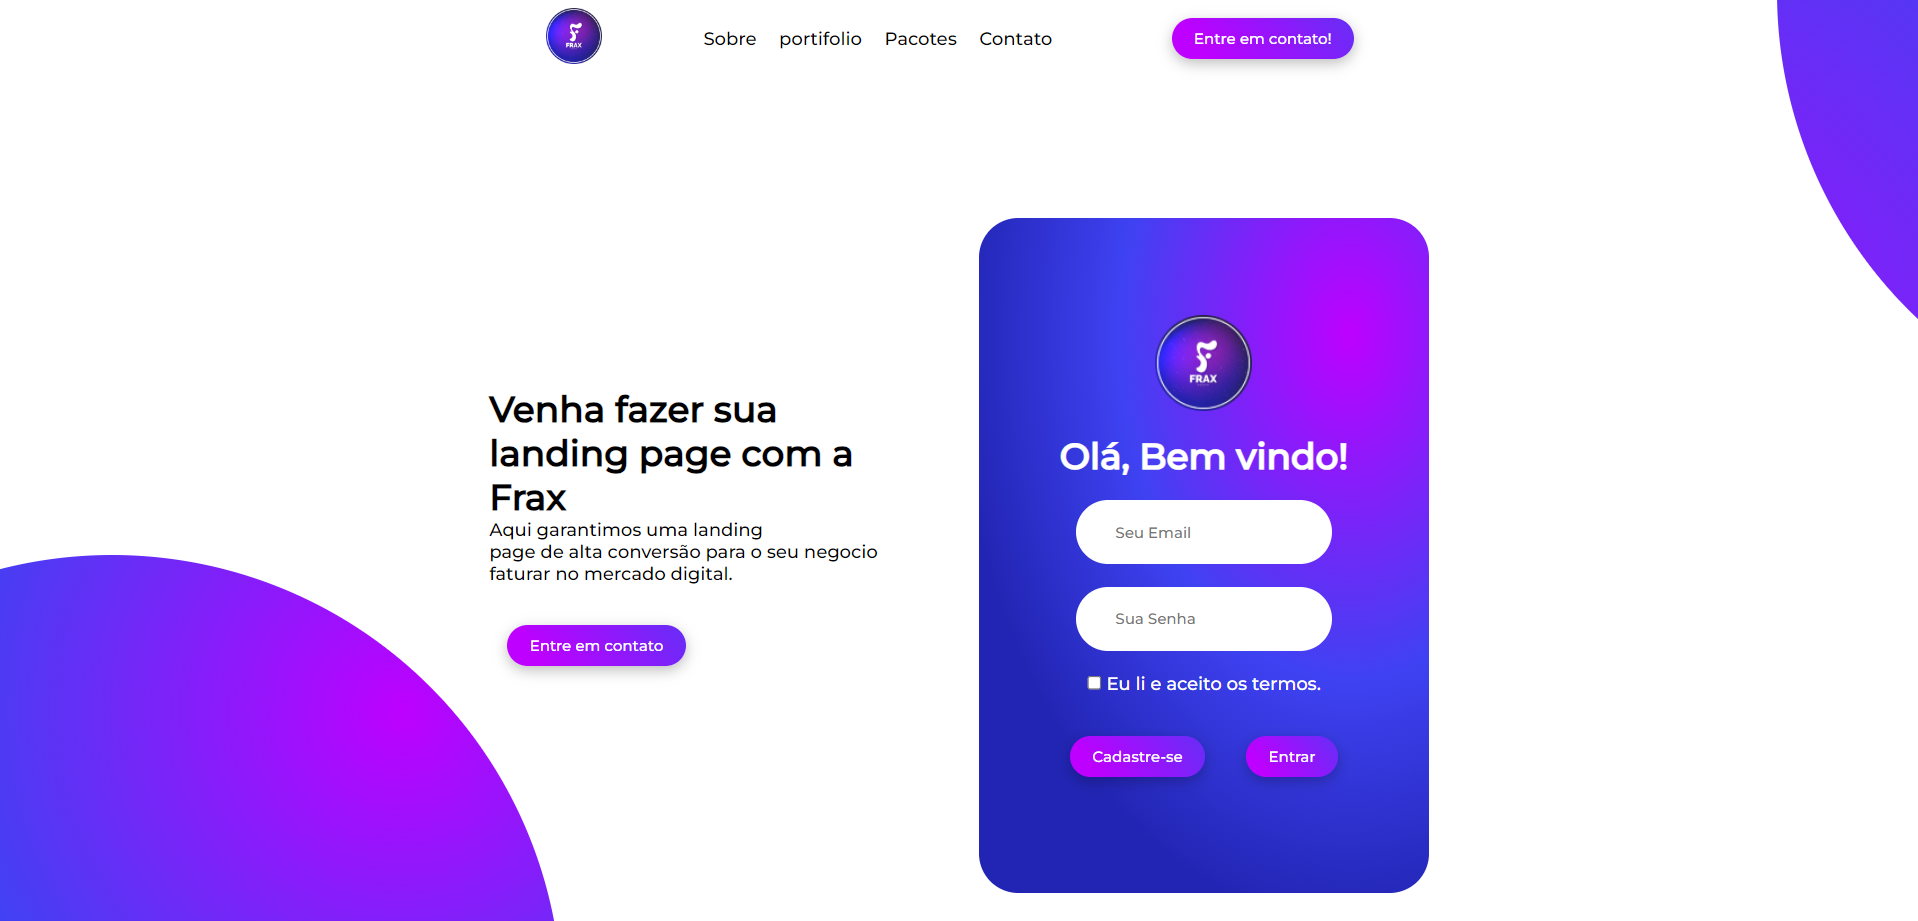 FRAX
Sobre portifolio Pacotes Contato
Entre em contato!
Venha fazer sua
landing page com a
Frax
Aqui garantimos uma landing
page de alta conversão para o seu negocio
faturar no mercado digital.
Entre em contato
FRAX
Olá, Bem vindo!
Seu Email
Sua Senha
Eu li e aceito os termos.
Cadastre-se
Entrar